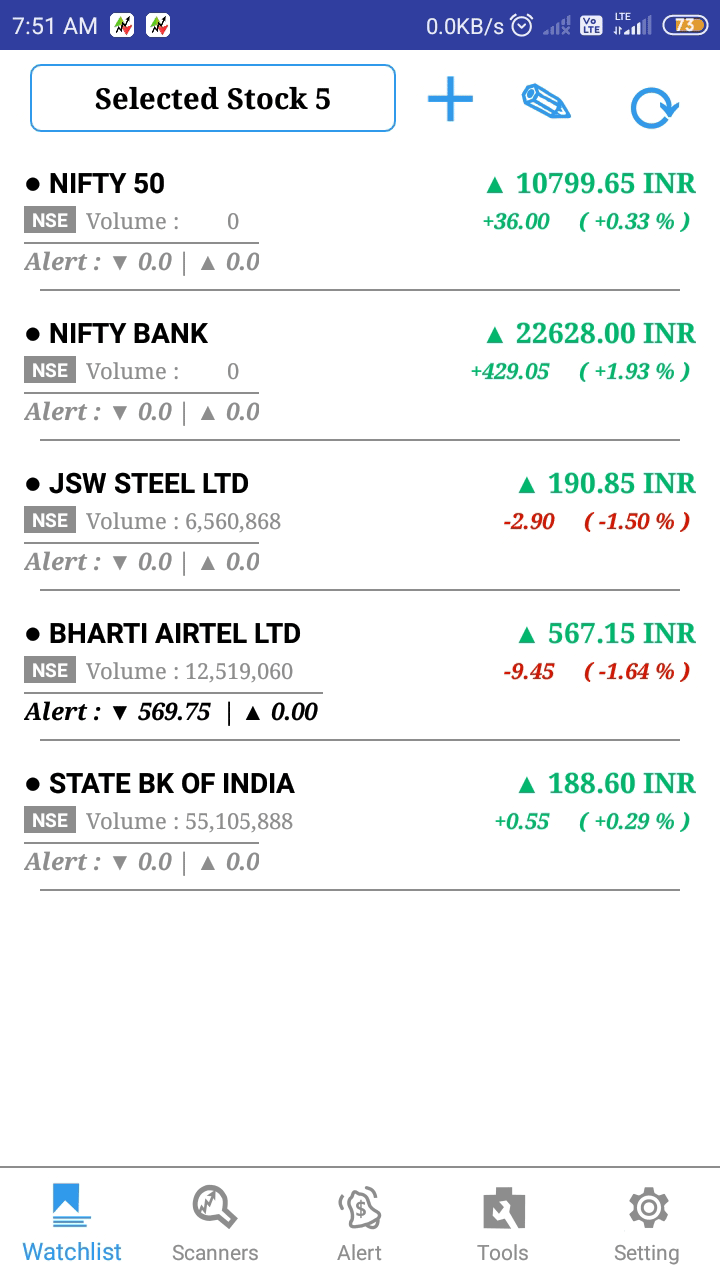 7:51 AM 0.0KB/s Vo LTE LTE 73
Selected Stock 5
● NIFTY 50 ▲ 10799.65 INR
NSE Volume : 0 +36.00 ( +0.33 % )
Alert : ▼ 0.0 | ▲ 0.0
● NIFTY BANK ▲ 22628.00 INR
NSE Volume : 0 +429.05 ( +1.93 % )
Alert : ▼ 0.0 | ▲ 0.0
● JSW STEEL LTD ▲ 190.85 INR
NSE Volume : 6,560,868 -2.90 ( -1.50 % )
Alert : ▼ 0.0 | ▲ 0.0
● BHARTI AIRTEL LTD ▲ 567.15 INR
NSE Volume : 12,519,060 -9.45 ( -1.64 % )
Alert : ▼ 569.75 | ▲ 0.00
● STATE BK OF INDIA ▲ 188.60 INR
NSE Volume : 55,105,888 +0.55 ( +0.29 % )
Alert : ▼ 0.0 | ▲ 0.0
Watchlist Scanners Alert Tools Setting